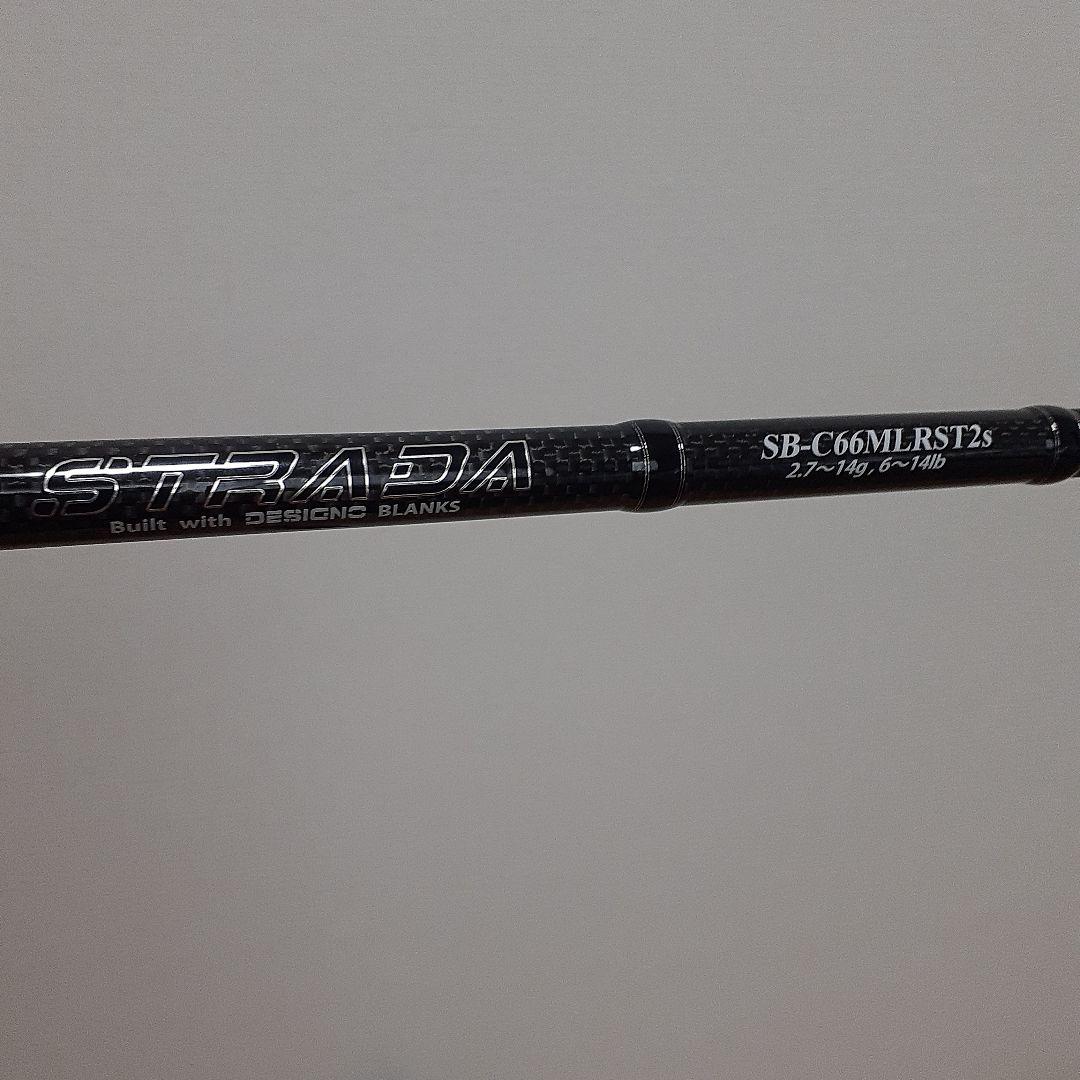 STRADA
Built with DESIGNO BLANKS
SB-C66MLRST2s
2.7～14g, 6～14lb